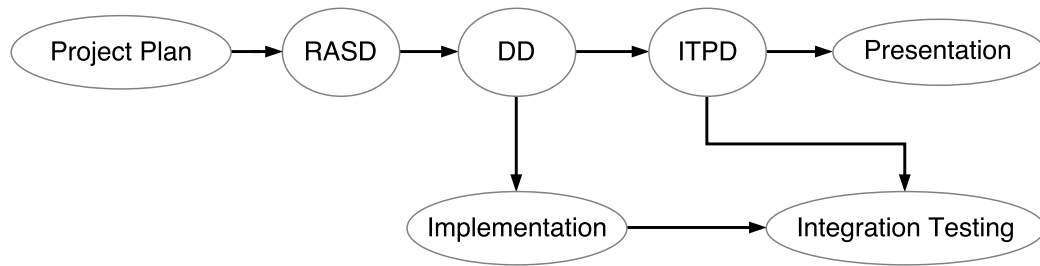 Project Plan
RASD
DD
ITPD
Presentation
Implementation
Integration Testing